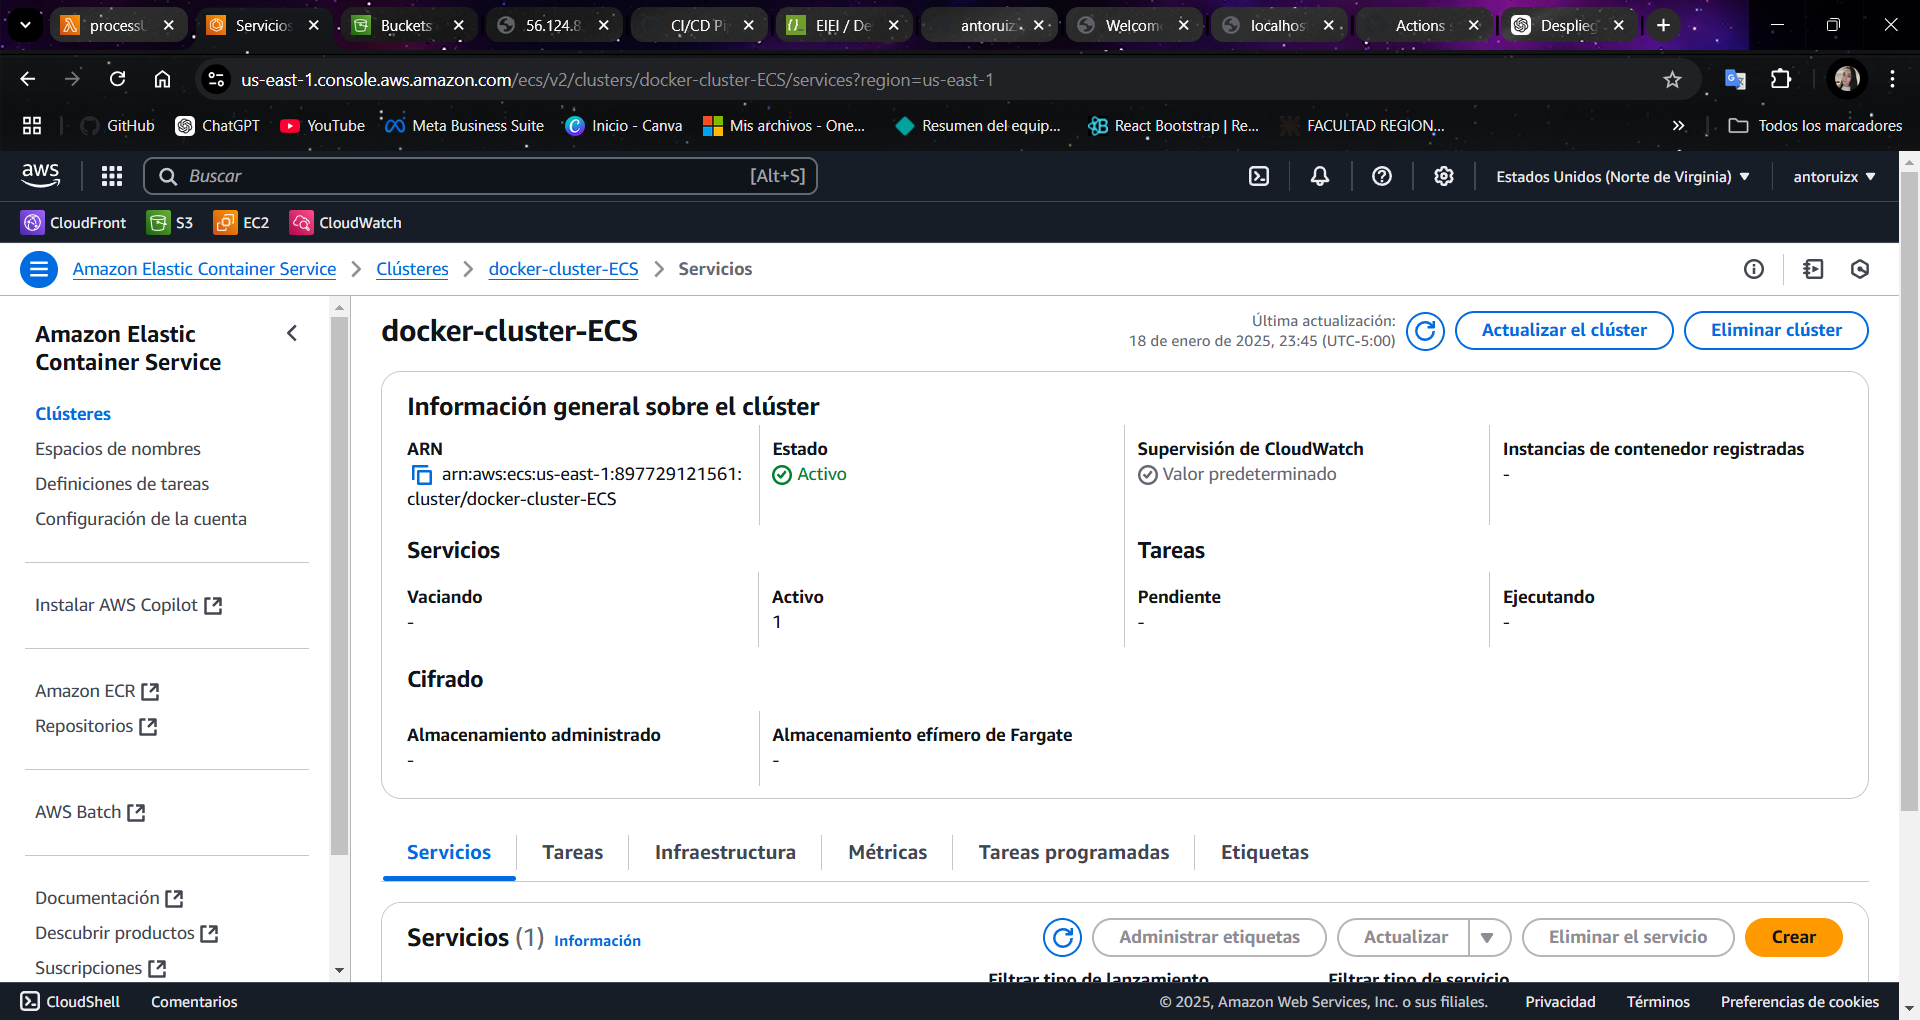 processI
Servicios
Buckets
56.124.8
CI/CD Pi
EIEI / De
antoruiz
Welcom
localhos
Actions
Desplieg
us-east-1.console.aws.amazon.com/ecs/v2/clusters/docker-cluster-ECS/services?region=us-east-1
GitHub
ChatGPT
YouTube
Meta Business Suite
Inicio - Canva
Mis archivos - One...
Resumen del equip...
React Bootstrap | Re...
FACULTAD REGION...
Todos los marcadores
aws
Buscar
[Alt+S]
Estados Unidos (Norte de Virginia)
antoruizx
CloudFront
S3
EC2
CloudWatch
Amazon Elastic Container Service
Clústeres
docker-cluster-ECS
Servicios
Amazon Elastic
Container Service
Clústeres
Espacios de nombres
Definiciones de tareas
Configuración de la cuenta
Instalar AWS Copilot
Amazon ECR
Repositorios
AWS Batch
Documentación
Descubrir productos
Suscripciones
docker-cluster-ECS
Última actualización:
18 de enero de 2025, 23:45 (UTC-5:00)
Actualizar el clúster
Eliminar clúster
Información general sobre el clúster
ARN
arn:aws:ecs:us-east-1:897729121561:
cluster/docker-cluster-ECS
Estado
Activo
Supervisión de CloudWatch
Valor predeterminado
Instancias de contenedor registradas
-
Servicios
Tareas
Vaciando
-
Activo
1
Pendiente
-
Ejecutando
-
Cifrado
Almacenamiento administrado
-
Almacenamiento efímero de Fargate
-
Servicios
Tareas
Infraestructura
Métricas
Tareas programadas
Etiquetas
Servicios (1)
Información
Administrar etiquetas
Actualizar
Eliminar el servicio
Crear
Filtrar tipo de lanzamiento
Filtrar tipo de servicio
CloudShell
Comentarios
© 2025, Amazon Web Services, Inc. o sus filiales.
Privacidad
Términos
Preferencias de cookies